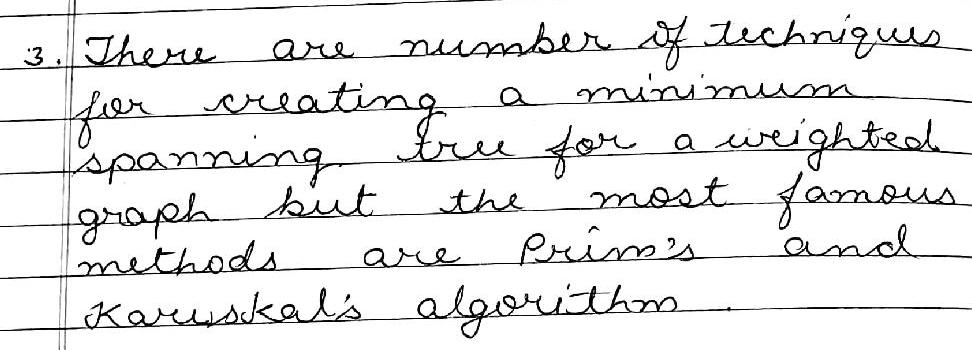 3. There are number of techniques
for creating a minimum
spanning tree for a weighted
graph but the most famous
methods are Prim's and
Karuskal's algorithm.